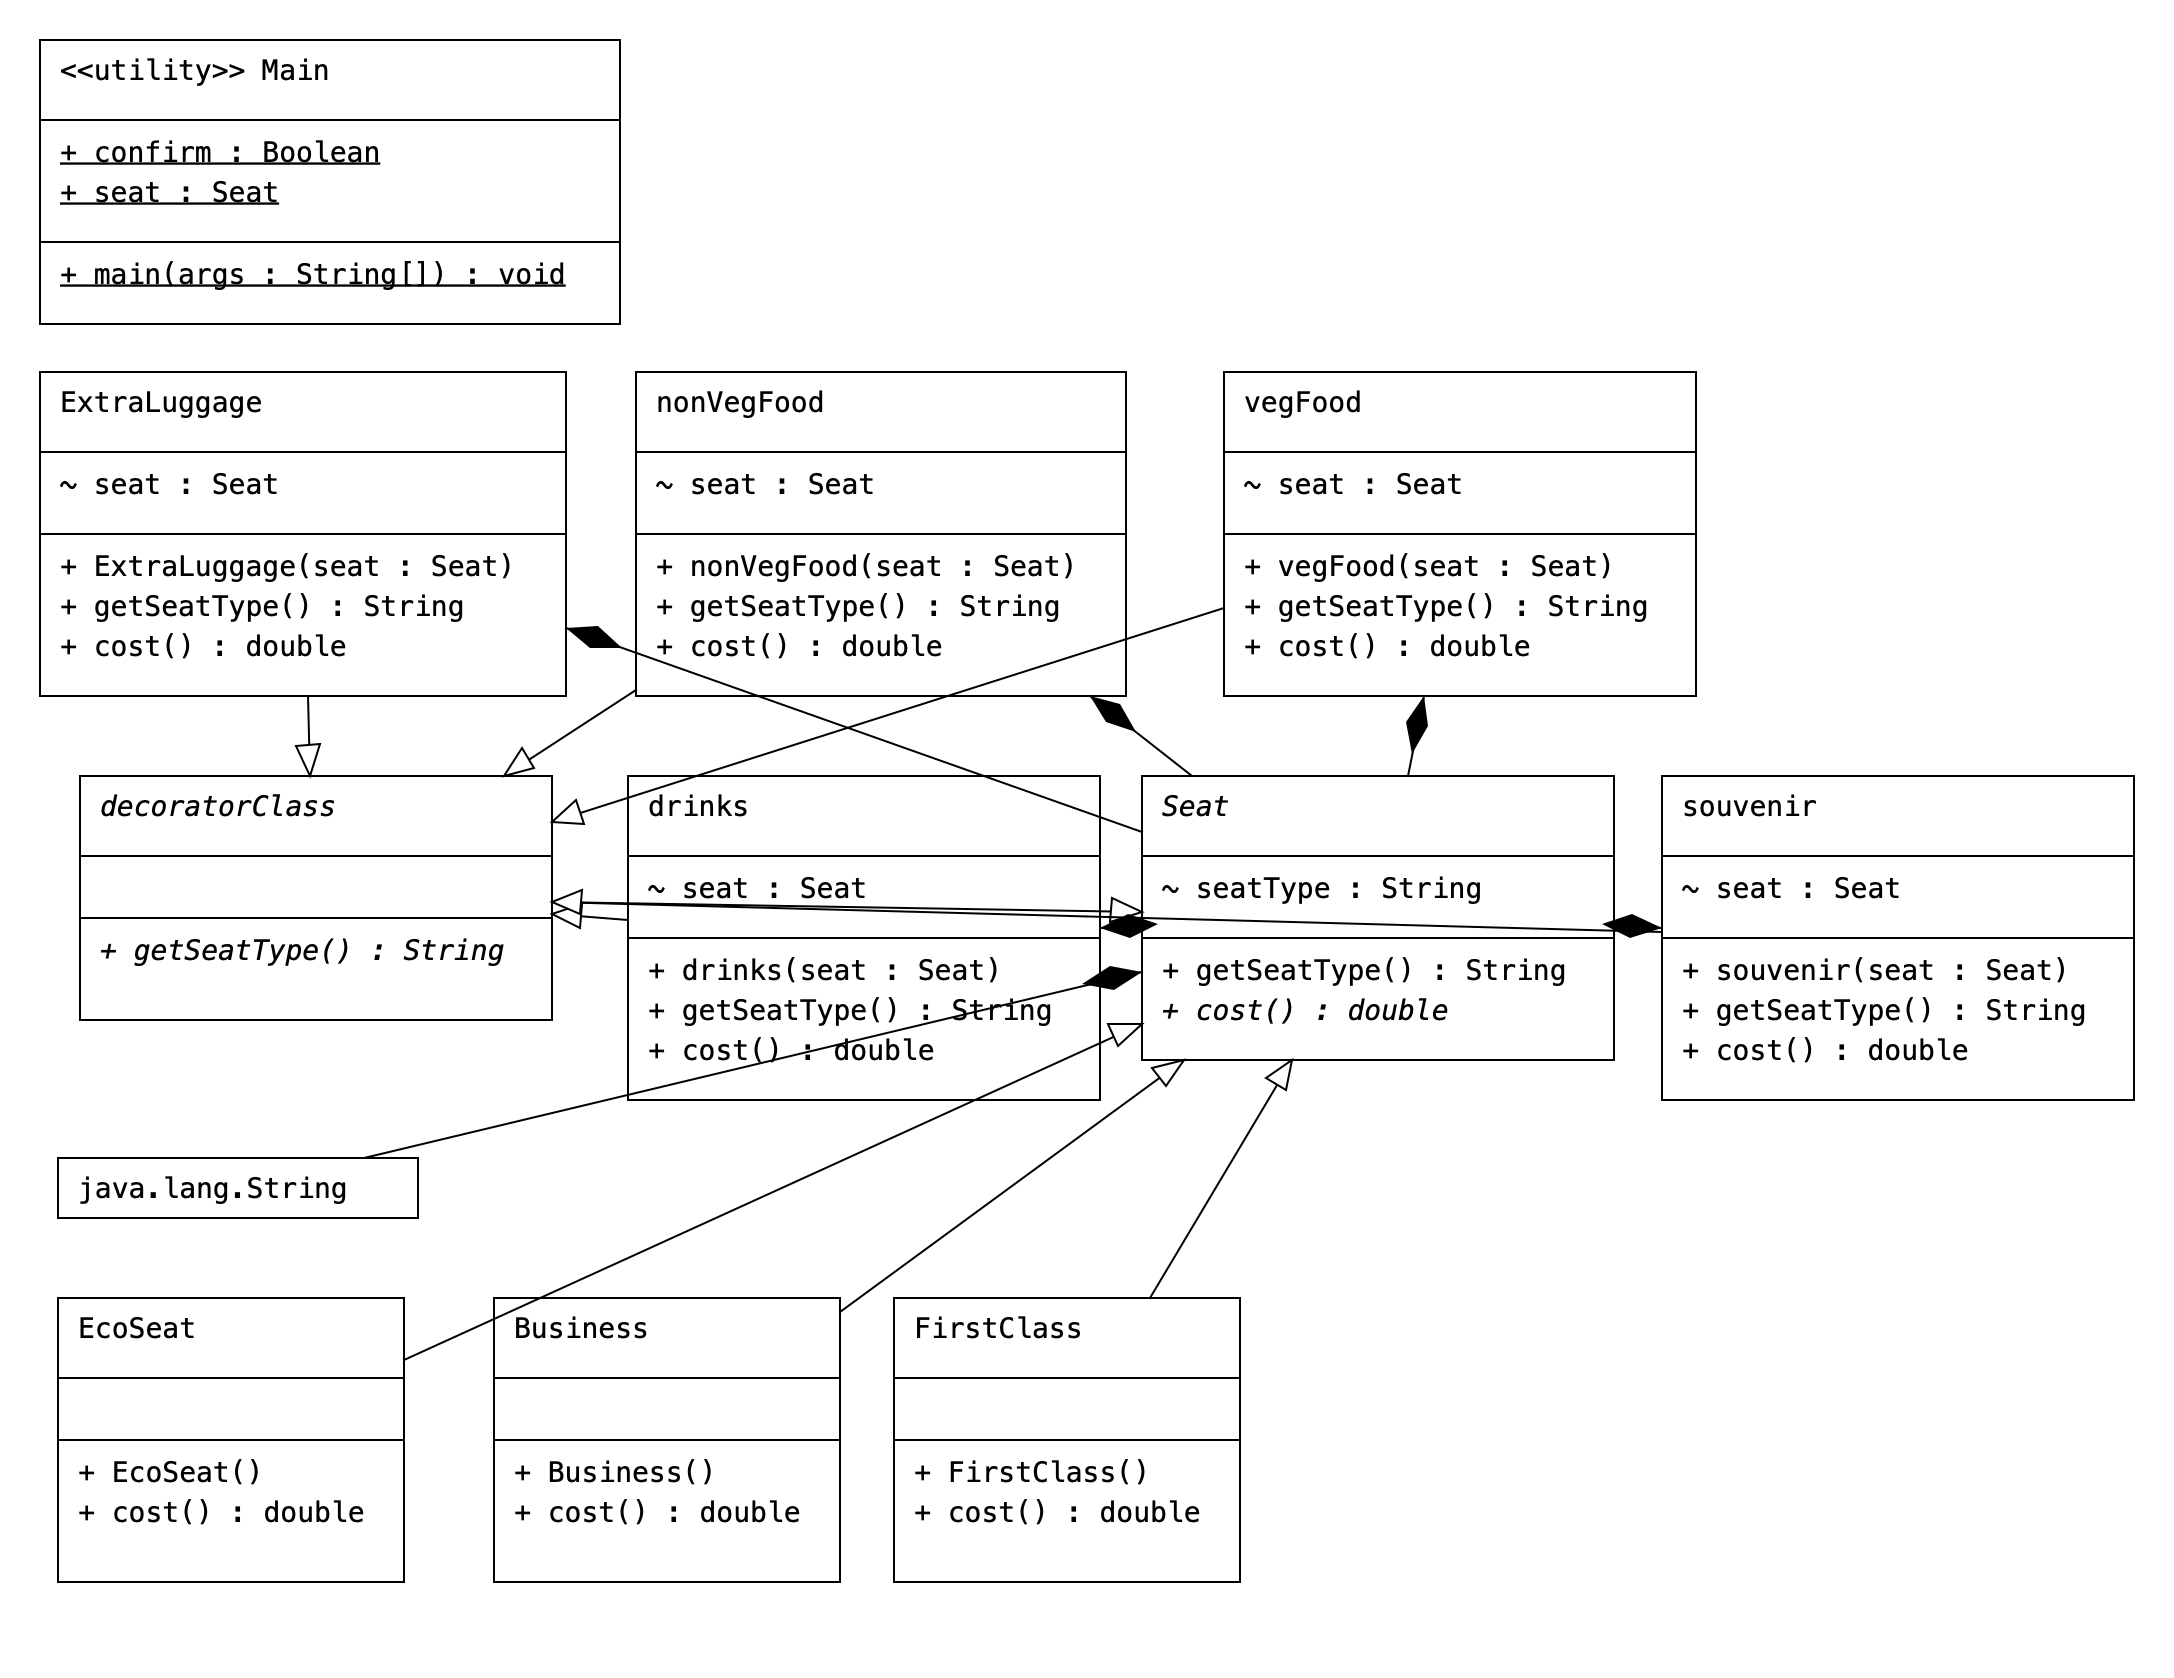 <<utility>> Main
+ confirm : Boolean
+ seat : Seat
+ main(args : String[]) : void
ExtraLuggage
~ seat : Seat
+ ExtraLuggage(seat : Seat)
+ getSeatType() : String
+ cost() : double
nonVegFood
~ seat : Seat
+ nonVegFood(seat : Seat)
+ getSeatType() : String
+ cost() : double
vegFood
~ seat : Seat
+ vegFood(seat : Seat)
+ getSeatType() : String
+ cost() : double
decoratorClass
+ getSeatType() : String
drinks
~ seat : Seat
+ drinks(seat : Seat)
+ getSeatType() : String
+ cost() : double
Seat
~ seatType : String
+ getSeatType() : String
+ cost() : double
souvenir
~ seat : Seat
+ souvenir(seat : Seat)
+ getSeatType() : String
+ cost() : double
java.lang.String
EcoSeat
+ EcoSeat()
+ cost() : double
Business
+ Business()
+ cost() : double
FirstClass
+ FirstClass()
+ cost() : double